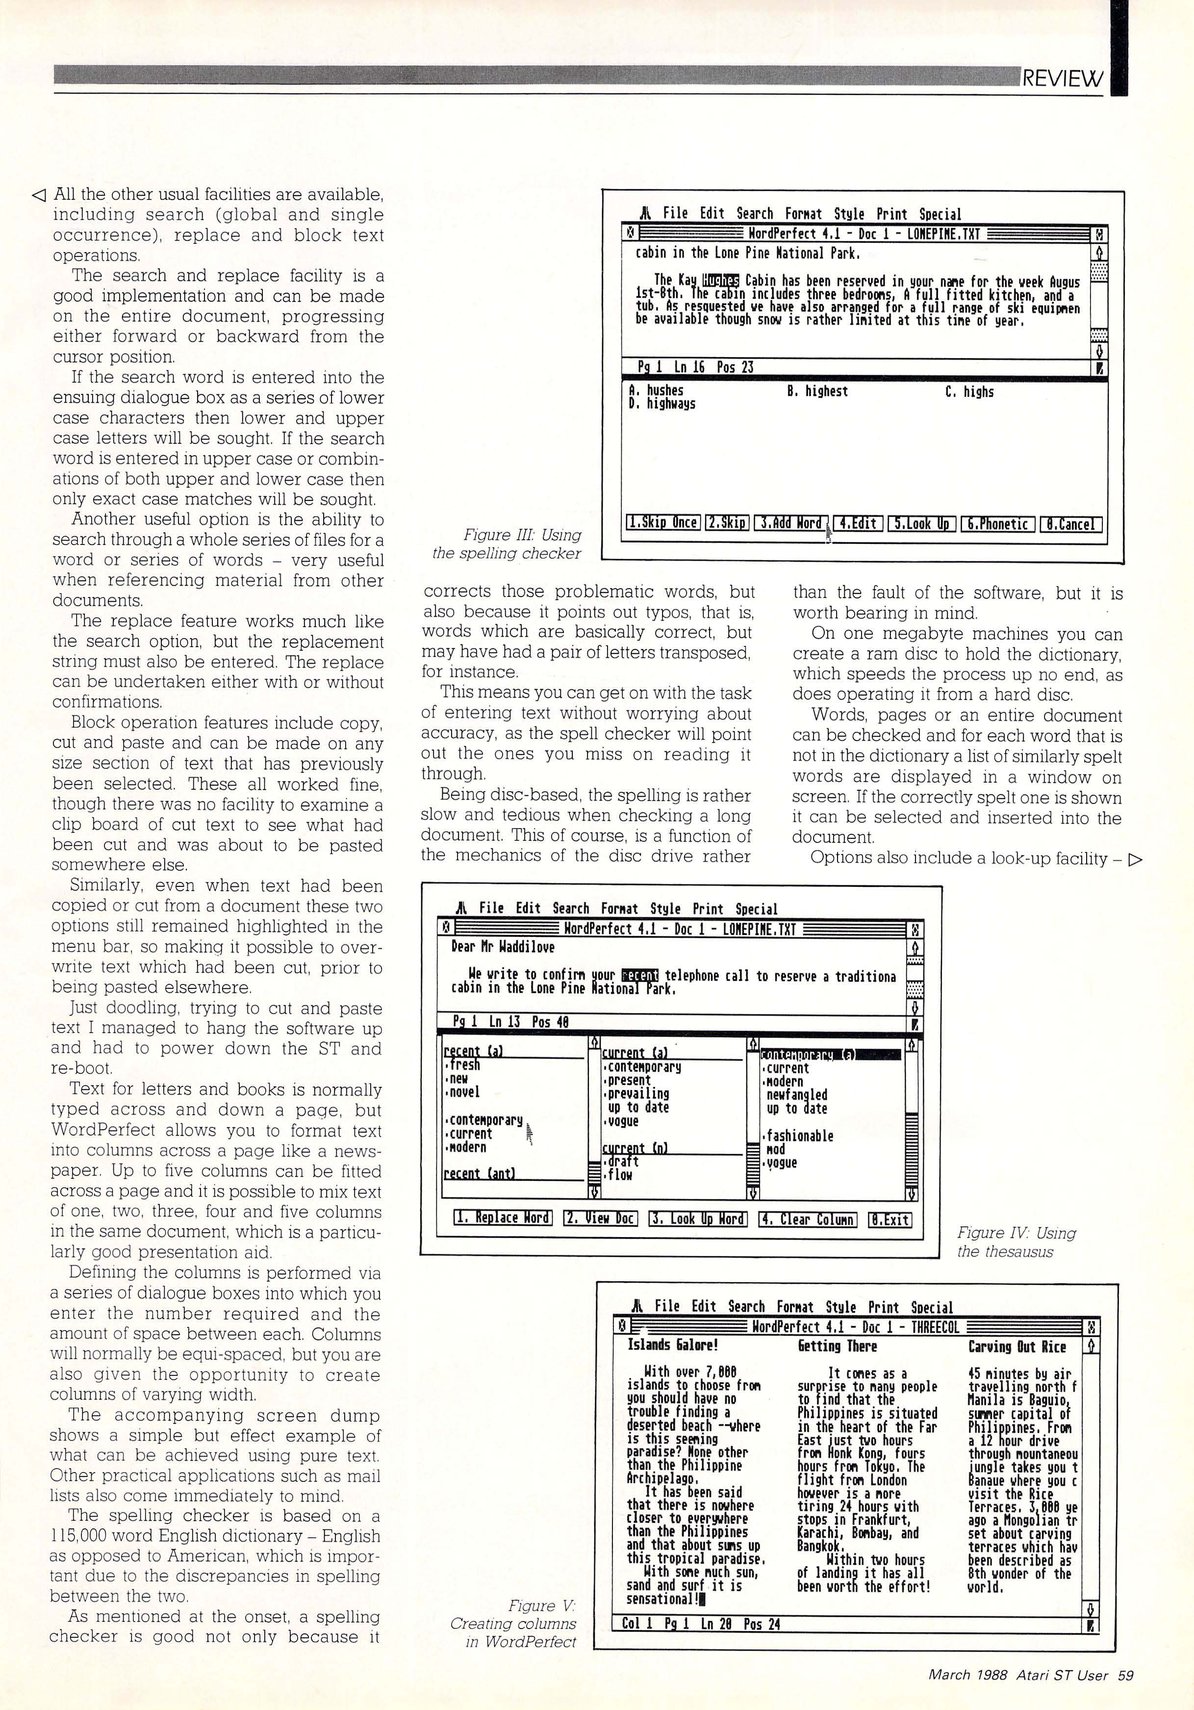 REVIEW
◁ All the other usual facilities are available,
including search (global and single
occurrence), replace and block text
operations.
The search and replace facility is a
good implementation and can be made
on the entire document, progressing
either forward or backward from the
cursor position.
If the search word is entered into the
ensuing dialogue box as a series of lower
case characters then lower and upper
case letters will be sought. If the search
word is entered in upper case or combin-
ations of both upper and lower case then
only exact case matches will be sought.
Another useful option is the ability to
search through a whole series of files for a
word or series of words – very useful
when referencing material from other
documents.
The replace feature works much like
the search option, but the replacement
string must also be entered. The replace
can be undertaken either with or without
confirmations.
Block operation features include copy,
cut and paste and can be made on any
size section of text that has previously
been selected. These all worked fine,
though there was no facility to examine a
clip board of cut text to see what had
been cut and was about to be pasted
somewhere else.
Similarly, even when text had been
copied or cut from a document these two
options still remained highlighted in the
menu bar, so making it possible to over-
write text which had been cut, prior to
being pasted elsewhere.
Just doodling, trying to cut and paste
text I managed to hang the software up
and had to power down the ST and
re-boot.
Text for letters and books is normally
typed across and down a page, but
WordPerfect allows you to format text
into columns across a page like a news-
paper. Up to five columns can be fitted
across a page and it is possible to mix text
of one, two, three, four and five columns
in the same document, which is a particu-
larly good presentation aid.
Defining the columns is performed via
a series of dialogue boxes into which you
enter the number required and the
amount of space between each. Columns
will normally be equi-spaced, but you are
also given the opportunity to create
columns of varying width.
The accompanying screen dump
shows a simple but effect example of
what can be achieved using pure text.
Other practical applications such as mail
lists also come immediately to mind.
The spelling checker is based on a
115,000 word English dictionary – English
as opposed to American, which is impor-
tant due to the discrepancies in spelling
between the two.
As mentioned at the onset, a spelling
checker is good not only because it
File Edit Search Format Style Print Special
WordPerfect 4.1 - Doc 1 - LONEPINE.TXT
cabin in the Lone Pine National Park.
The Kay Hughes Cabin has been reserved in your name for the week Augus
1st-8th. The cabin includes three bedrooms, A full fitted kitchen, and a
tub. As resquested we have also arranged for a full range of ski equipmen
be available though snow is rather limited at this time of year.
Pg 1 Ln 16 Pos 23
A. hushes B. highest C. highs
D. highways
1.Skip Once 2.Skip 3.Add Word 4.Edit 5.Look Up 6.Phonetic 0.Cancel
Figure III: Using
the spelling checker
corrects those problematic words, but
also because it points out typos, that is,
words which are basically correct, but
may have had a pair of letters transposed,
for instance.
This means you can get on with the task
of entering text without worrying about
accuracy, as the spell checker will point
out the ones you miss on reading it
through.
Being disc-based, the spelling is rather
slow and tedious when checking a long
document. This of course, is a function of
the mechanics of the disc drive rather
than the fault of the software, but it is
worth bearing in mind.
On one megabyte machines you can
create a ram disc to hold the dictionary,
which speeds the process up no end, as
does operating it from a hard disc.
Words, pages or an entire document
can be checked and for each word that is
not in the dictionary a list of similarly spelt
words are displayed in a window on
screen. If the correctly spelt one is shown
it can be selected and inserted into the
document.
Options also include a look-up facility – ▷
File Edit Search Format Style Print Special
WordPerfect 4.1 - Doc 1 - LONEPINE.TXT
Dear Mr Waddilove
We write to confirm your recent telephone call to reserve a traditiona
cabin in the Lone Pine National Park.
Pg 1 Ln 13 Pos 40
recent (a)
.fresh
.new
.novel
.contemporary
.current
.modern
recent (ant)
current (a)
.contemporary
.present
.prevailing
up to date
.vogue
current (n)
.draft
.flow
contemporary (a)
.current
.modern
newfangled
up to date
.fashionable
mod
.vogue
1. Replace Word 2. View Doc 3. Look Up Word 4. Clear Column 0.Exit
Figure IV: Using
the thesausus
File Edit Search Format Style Print Special
WordPerfect 4.1 - Doc 1 - THREECOL
Islands Galore!
With over 7,000
islands to choose from
you should have no
trouble finding a
deserted beach --where
is this seeming
paradise? None other
than the Philippine
Archipelago.
It has been said
that there is nowhere
closer to everywhere
than the Philippines
and that about sums up
this tropical paradise.
With some much sun,
sand and surf it is
sensational!
Getting There
It comes as a
surprise to many people
to find that the
Philippines is situated
in the heart of the Far
East just two hours
from Honk Kong, fours
hours from Tokyo. The
flight from London
however is a more
tiring 24 hours with
stops in Frankfurt,
Karachi, Bombay, and
Bangkok.
Within two hours
of landing it has all
been worth the effort!
Carving Out Rice
45 minutes by air
travelling north f
Manila is Baguio,
summer capital of
Philippines. From
a 12 hour drive
through mountaneou
jungle takes you t
Banaue where you c
visit the Rice
Terraces. 3,000 ye
ago a Mongolian tr
set about carving
terraces which hav
been described as
8th wonder of the
world.
Col 1 Pg 1 Ln 20 Pos 24
Figure V:
Creating columns
in WordPerfect
March 1988 Atari ST User 59